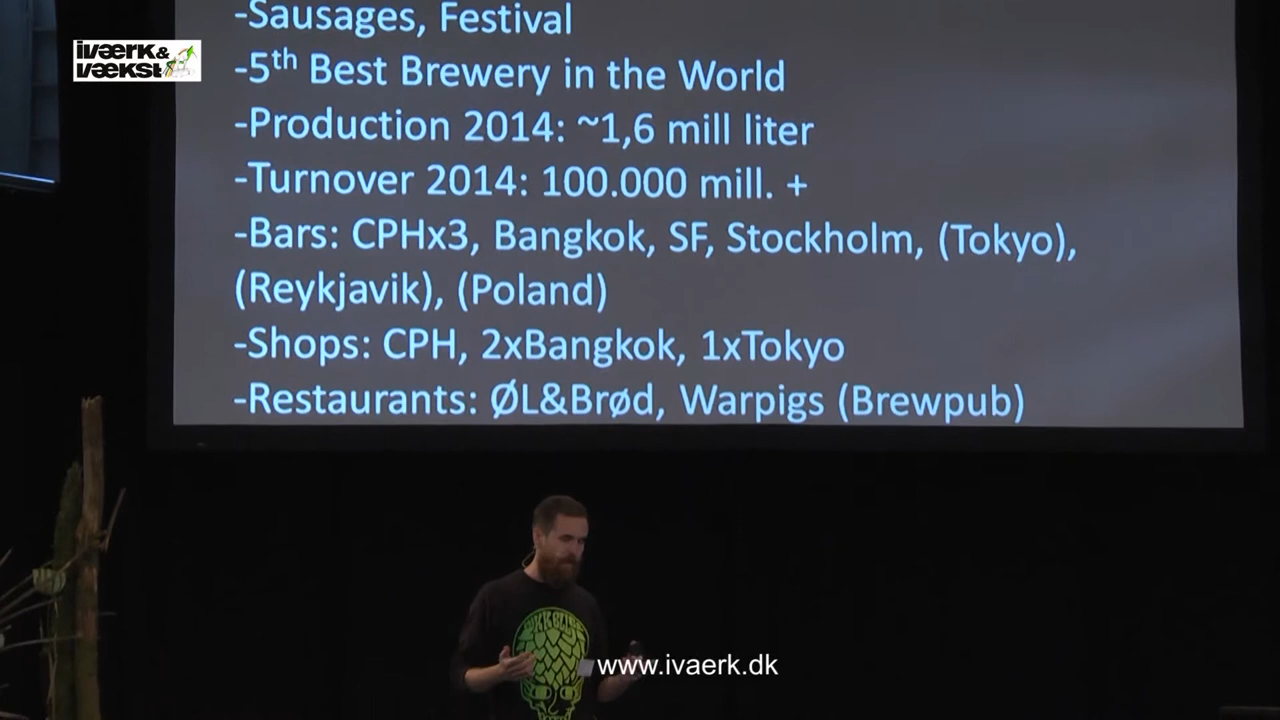 -Sausages, Festival
iværk&
vækst
-5th Best Brewery in the World
-Production 2014: ~1,6 mill liter
-Turnover 2014: 100.000 mill. +
-Bars: CPHx3, Bangkok, SF, Stockholm, (Tokyo),
(Reykjavik), (Poland)
-Shops: CPH, 2xBangkok, 1xTokyo
-Restaurants: ØL&Brød, Warpigs (Brewpub)
www.ivaerk.dk